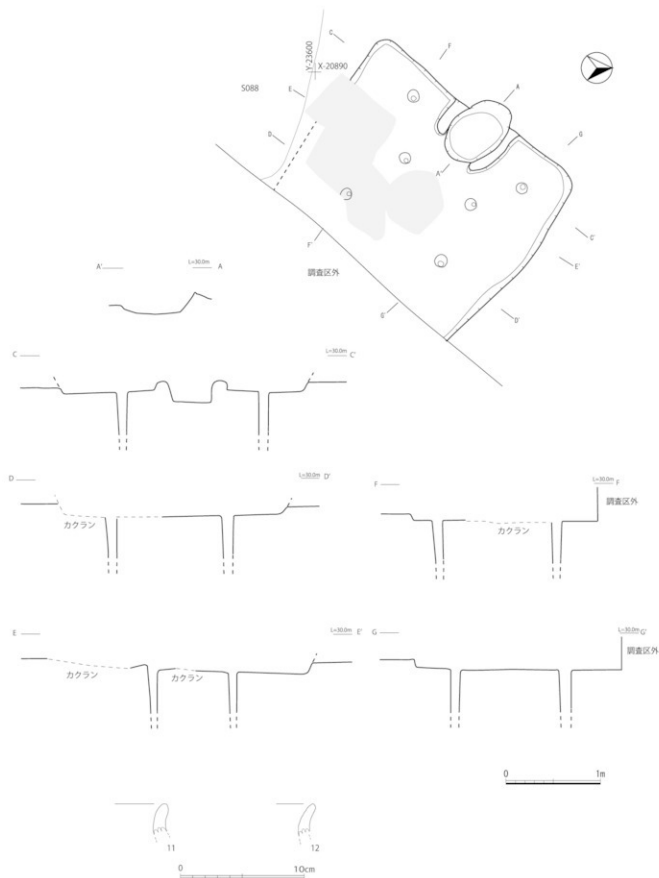 C
F
Y-23600
X-20890
S088
E
A
D
G
A'
G'
E'
F'
調査区外
G'
D'
A'
L=30.0m
A
C
L=30.0m
C'
D
L=30.0m
D'
カクラン
F
L=30.0m
F
調査区外
カクラン
E
L=30.0m
E'
カクラン
カクラン
G
L=30.0m
G'
調査区外
0
1m
11
12
0
10cm